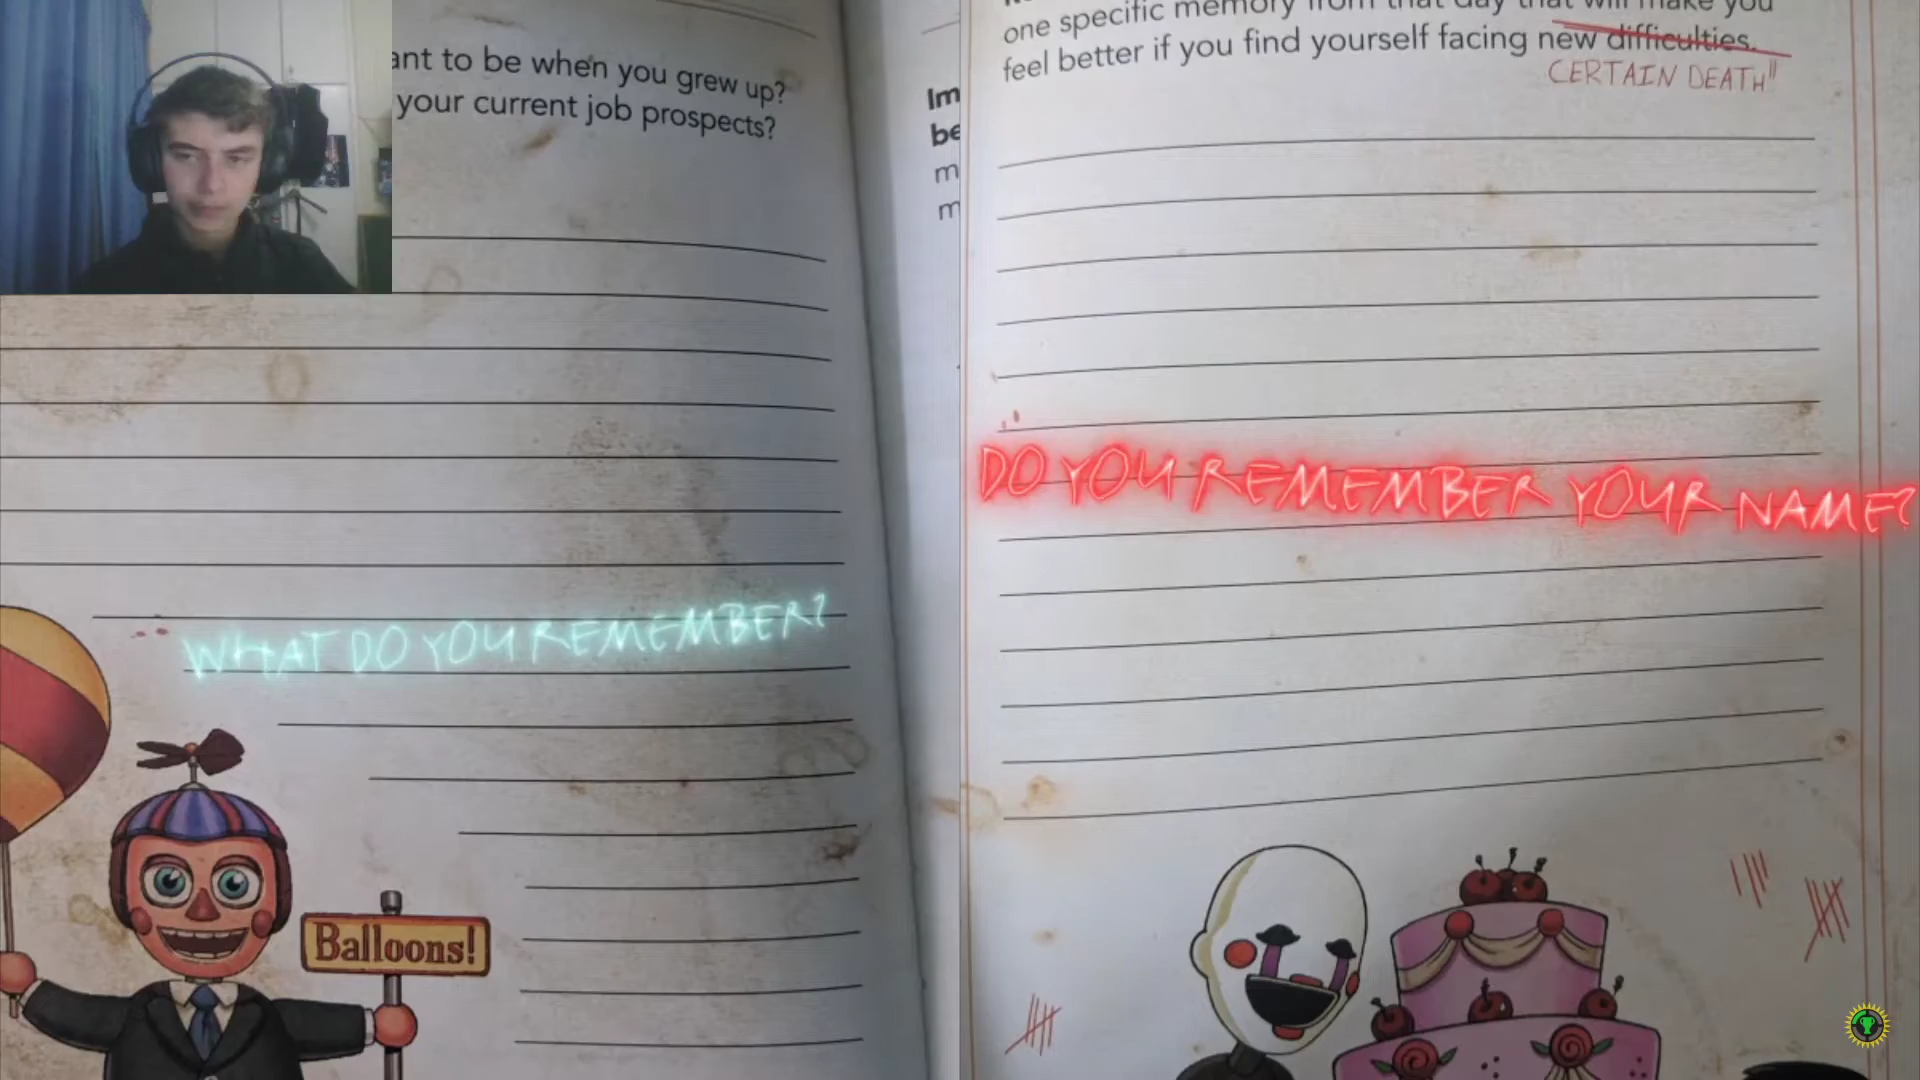 ant to be when you grew up?
your current job prospects?
WHAT DO YOU REMEMBER?
Balloons!
Im
be
m
m
one specific memory from that day that will make you
feel better if you find yourself facing new difficulties.
CERTAIN DEATH"
DO YOU REMEMBER YOUR NAME?